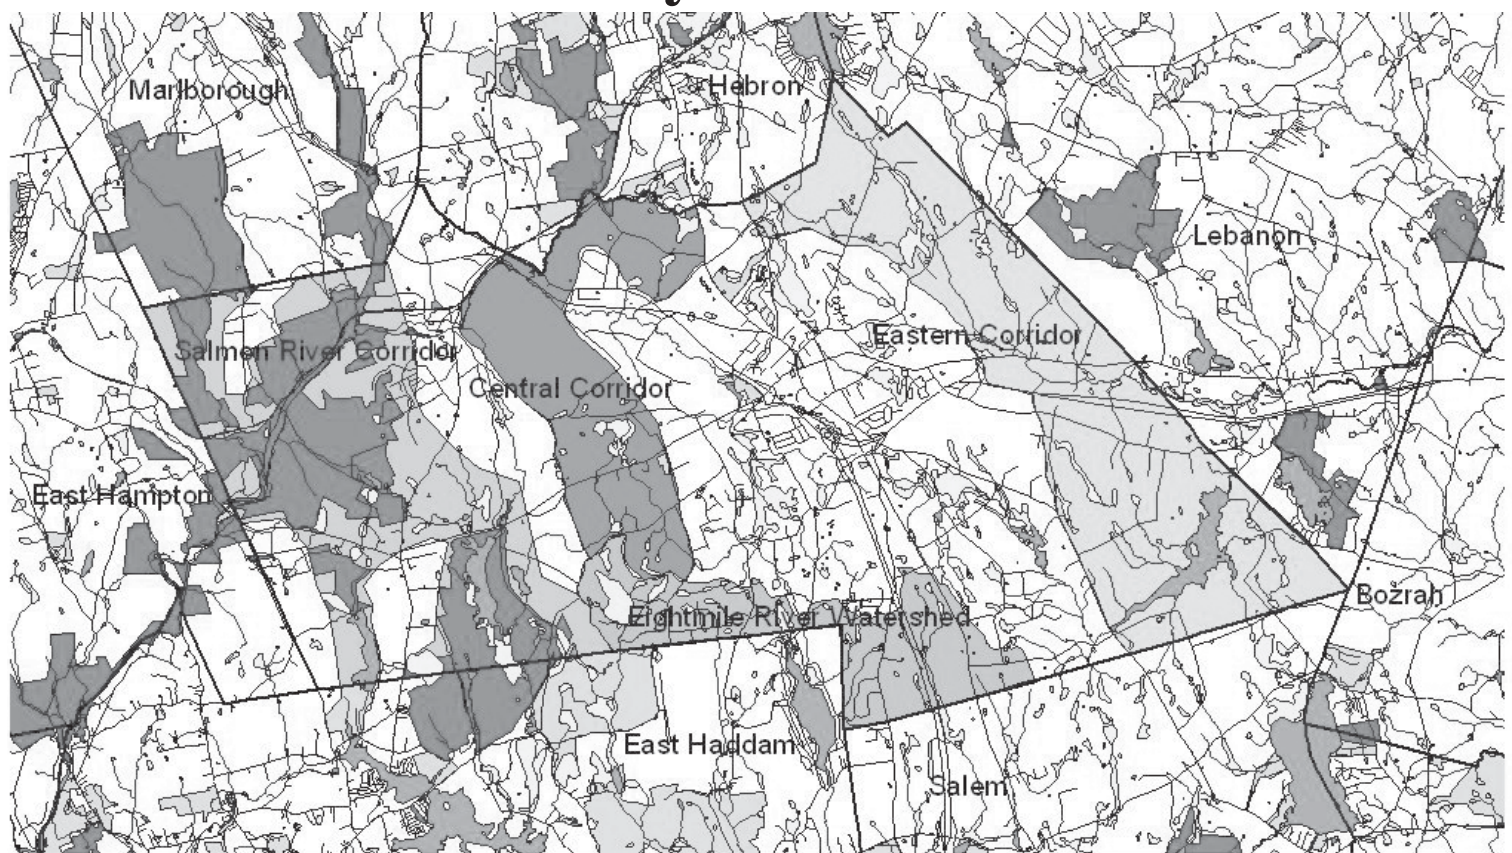 Marlborough
Hebron
Lebanon
Eastern Corridor
Salmon River Corridor
Central Corridor
East Hampton
Bozrah
Eightmile River Watershed
East Haddam
Salem